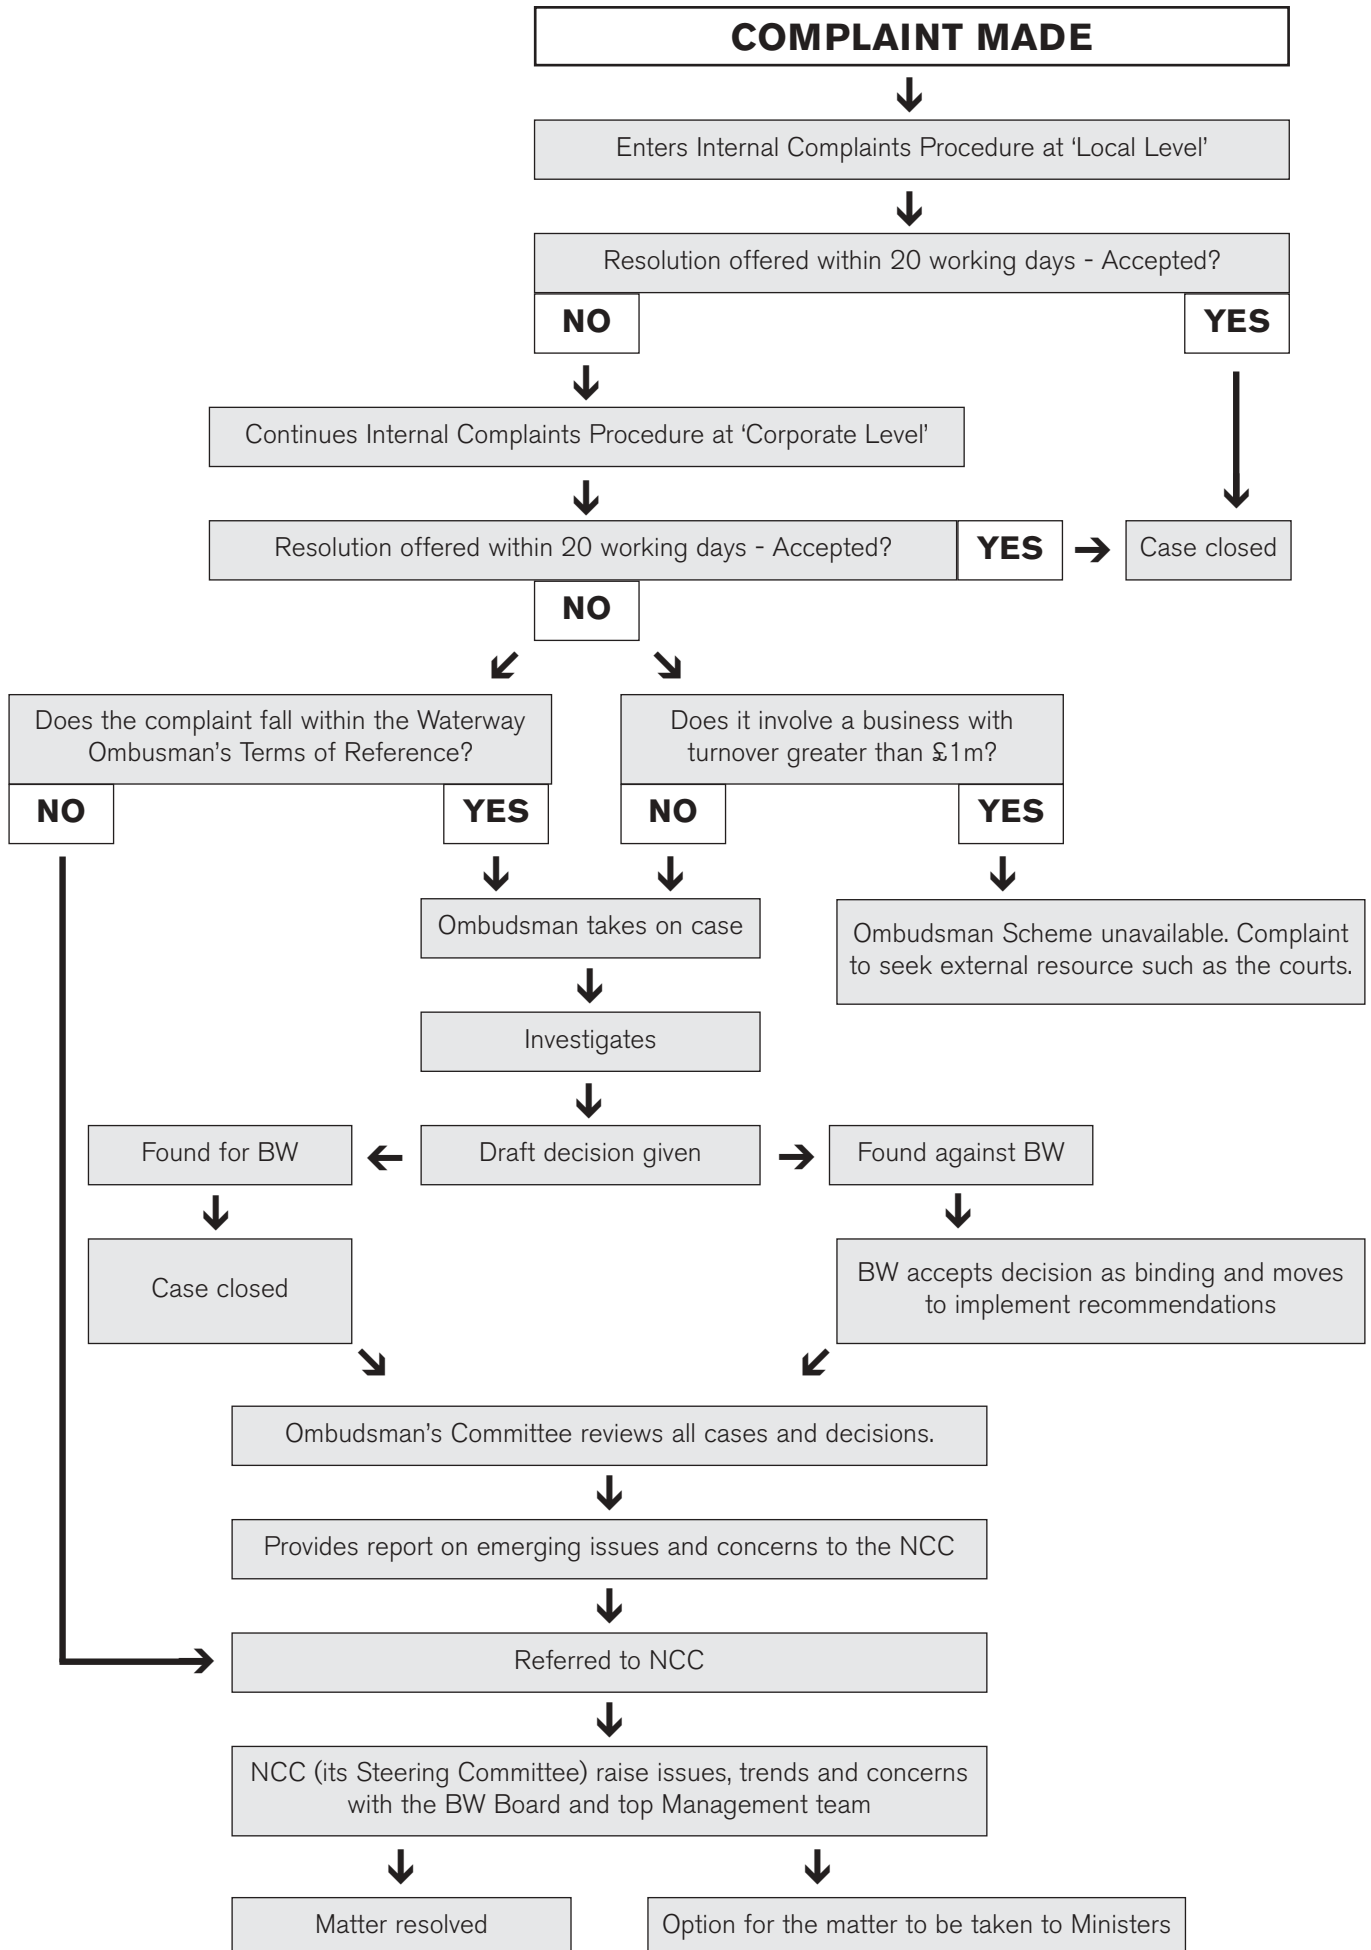 COMPLAINT MADE
Enters Internal Complaints Procedure at ‘Local Level’
Resolution offered within 20 working days - Accepted?
NO
YES
Continues Internal Complaints Procedure at ‘Corporate Level’
Resolution offered within 20 working days - Accepted?
YES
Case closed
NO
Does the complaint fall within the Waterway
Ombusman’s Terms of Reference?
NO
YES
Does it involve a business with
turnover greater than £1m?
NO
YES
Ombudsman takes on case
Ombudsman Scheme unavailable. Complaint
to seek external resource such as the courts.
Investigates
Found for BW
Draft decision given
Found against BW
Case closed
BW accepts decision as binding and moves
to implement recommendations
Ombudsman’s Committee reviews all cases and decisions.
Provides report on emerging issues and concerns to the NCC
Referred to NCC
NCC (its Steering Committee) raise issues, trends and concerns
with the BW Board and top Management team
Matter resolved
Option for the matter to be taken to Ministers